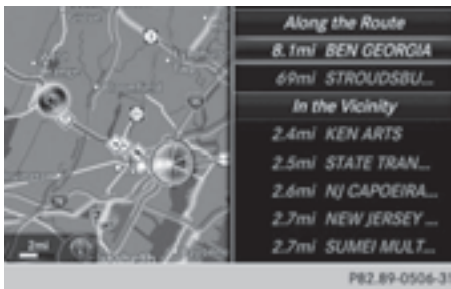 Along the Route
8.1mi BEN GEORGIA
69mi STROUDSBU...
In the Vicinity
2.4mi KEN ARTS
2.5mi STATE TRAN...
2.6mi NJ CAPOEIRA...
2.7mi NEW JERSEY ...
2.7mi SUMEI MULT...
2mi
P82.89-0506-31